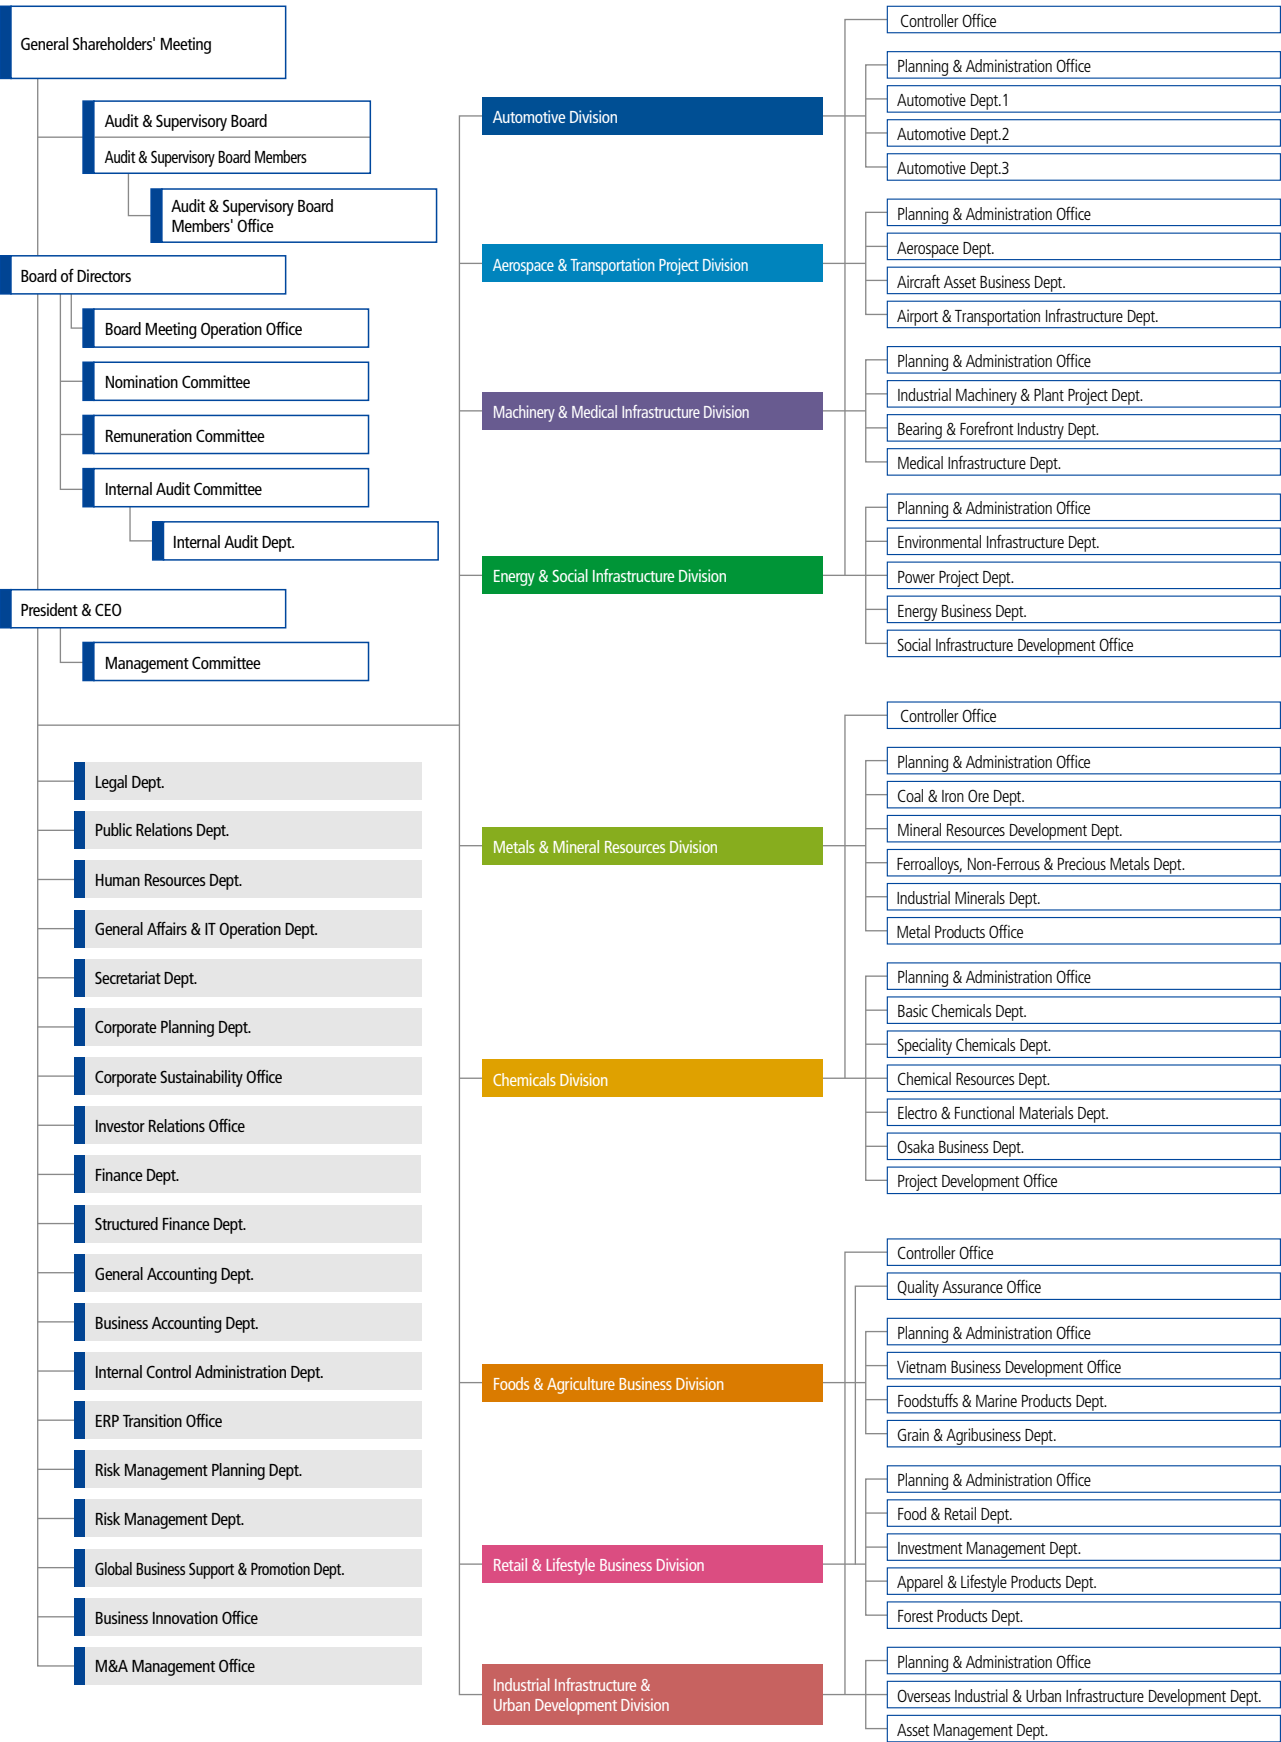 General Shareholders' Meeting
Audit & Supervisory Board
Audit & Supervisory Board Members
Audit & Supervisory Board
Members' Office
Board of Directors
Board Meeting Operation Office
Nomination Committee
Remuneration Committee
Internal Audit Committee
Internal Audit Dept.
President & CEO
Management Committee
Legal Dept.
Public Relations Dept.
Human Resources Dept.
General Affairs & IT Operation Dept.
Secretariat Dept.
Corporate Planning Dept.
Corporate Sustainability Office
Investor Relations Office
Finance Dept.
Structured Finance Dept.
General Accounting Dept.
Business Accounting Dept.
Internal Control Administration Dept.
ERP Transition Office
Risk Management Planning Dept.
Risk Management Dept.
Global Business Support & Promotion Dept.
Business Innovation Office
M&A Management Office
Automotive Division
Controller Office
Planning & Administration Office
Automotive Dept.1
Automotive Dept.2
Automotive Dept.3
Aerospace & Transportation Project Division
Planning & Administration Office
Aerospace Dept.
Aircraft Asset Business Dept.
Airport & Transportation Infrastructure Dept.
Machinery & Medical Infrastructure Division
Planning & Administration Office
Industrial Machinery & Plant Project Dept.
Bearing & Forefront Industry Dept.
Medical Infrastructure Dept.
Energy & Social Infrastructure Division
Planning & Administration Office
Environmental Infrastructure Dept.
Power Project Dept.
Energy Business Dept.
Social Infrastructure Development Office
Metals & Mineral Resources Division
Controller Office
Planning & Administration Office
Coal & Iron Ore Dept.
Mineral Resources Development Dept.
Ferroalloys, Non-Ferrous & Precious Metals Dept.
Industrial Minerals Dept.
Metal Products Office
Chemicals Division
Planning & Administration Office
Basic Chemicals Dept.
Speciality Chemicals Dept.
Chemical Resources Dept.
Electro & Functional Materials Dept.
Osaka Business Dept.
Project Development Office
Foods & Agriculture Business Division
Controller Office
Quality Assurance Office
Planning & Administration Office
Vietnam Business Development Office
Foodstuffs & Marine Products Dept.
Grain & Agribusiness Dept.
Retail & Lifestyle Business Division
Planning & Administration Office
Food & Retail Dept.
Investment Management Dept.
Apparel & Lifestyle Products Dept.
Forest Products Dept.
Industrial Infrastructure &
Urban Development Division
Planning & Administration Office
Overseas Industrial & Urban Infrastructure Development Dept.
Asset Management Dept.